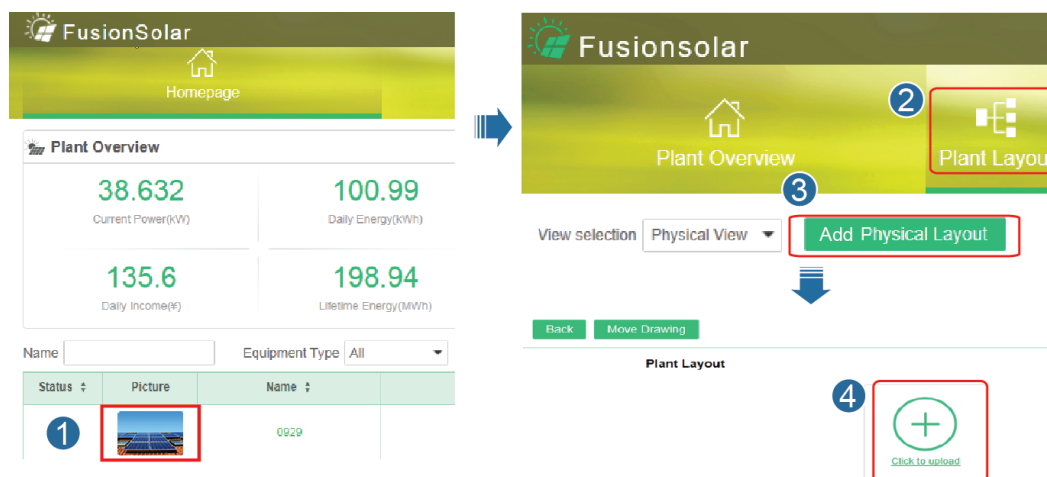 FusionSolar
Homepage
Plant Overview
38.632
100.99
Current Power(kW)
Daily Energy(kWh)
135.6
198.94
Daily Income(¥)
Lifetime Energy(MWh)
Name
Equipment Type All
Status Picture Name
1
0929
Fusionsolar
2
Plant Overview
Plant Layou
3
View selection Physical View Add Physical Layout
Back Move Drawing
Plant Layout
4
Click to upload